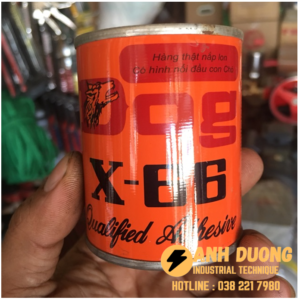 Hàng thật nắp lon
Có hình nổi đầu con Dog
Dog
X-66
Qualified Adhesive
ANH DUONG
INDUSTRIAL TECHNIQUE
HOTLINE : 038 221 7980